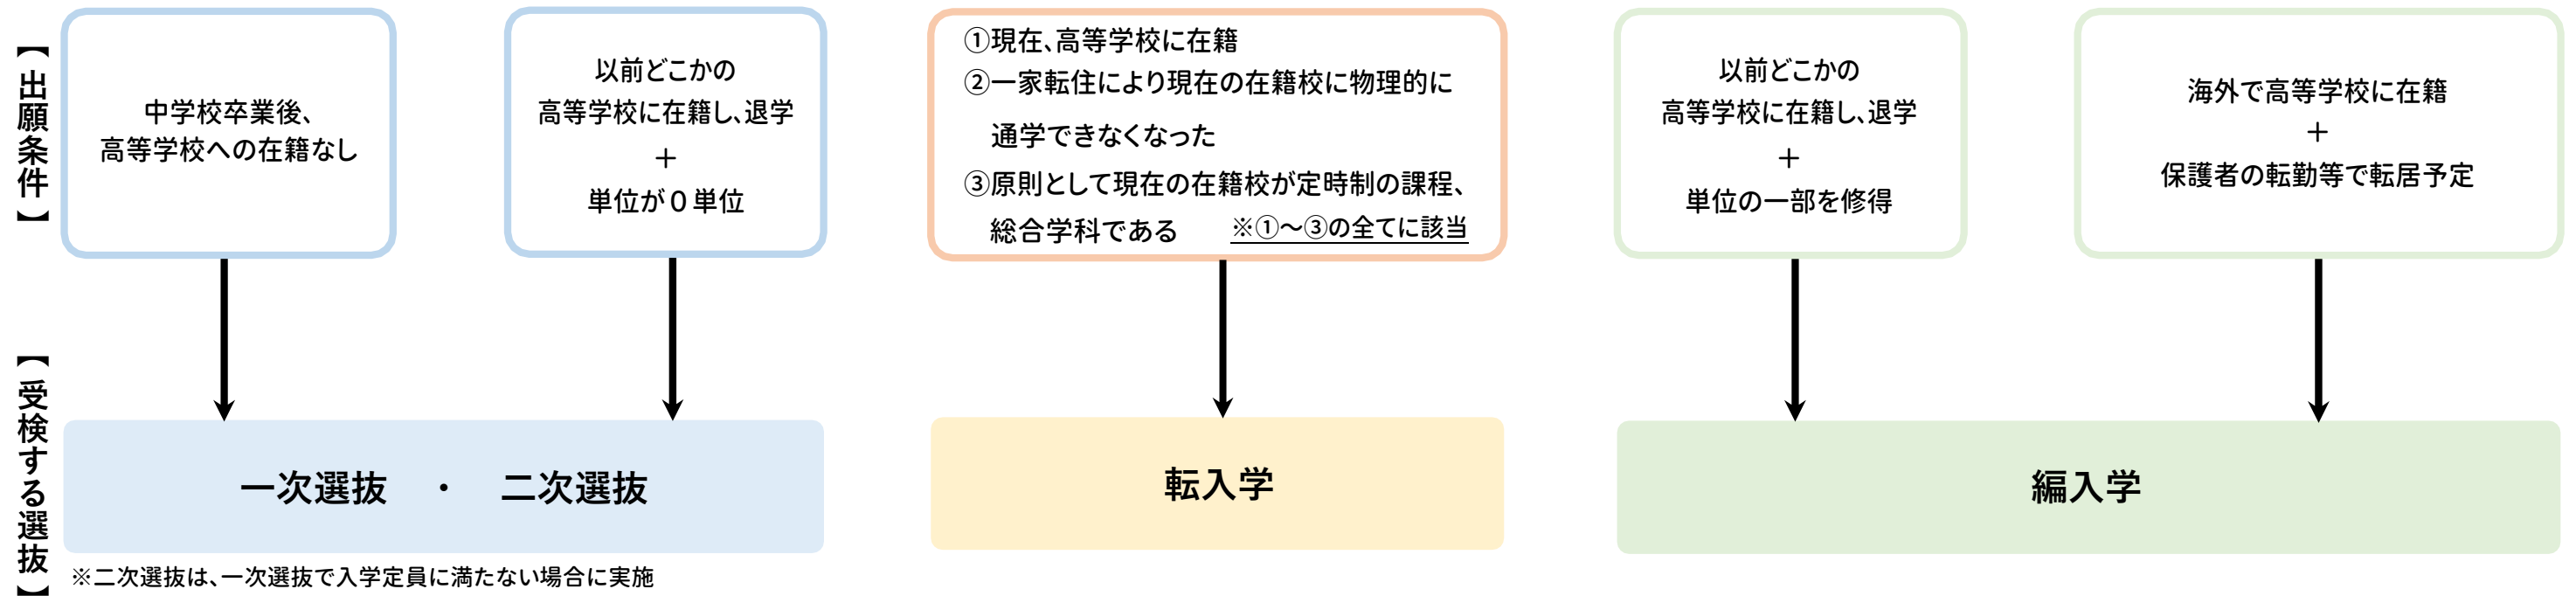 【出願条件】
中学校卒業後、
高等学校への在籍なし
以前どこかの
高等学校に在籍し、退学
＋
単位が０単位
①現在、高等学校に在籍
②一家転住により現在の在籍校に物理的に
通学できなくなった
③原則として現在の在籍校が定時制の課程、
総合学科である　※①～③の全てに該当
以前どこかの
高等学校に在籍し、退学
＋
単位の一部を修得
海外で高等学校に在籍
＋
保護者の転勤等で転居予定
【受検する選抜】
一次選抜　・　二次選抜
転入学
編入学
※二次選抜は、一次選抜で入学定員に満たない場合に実施